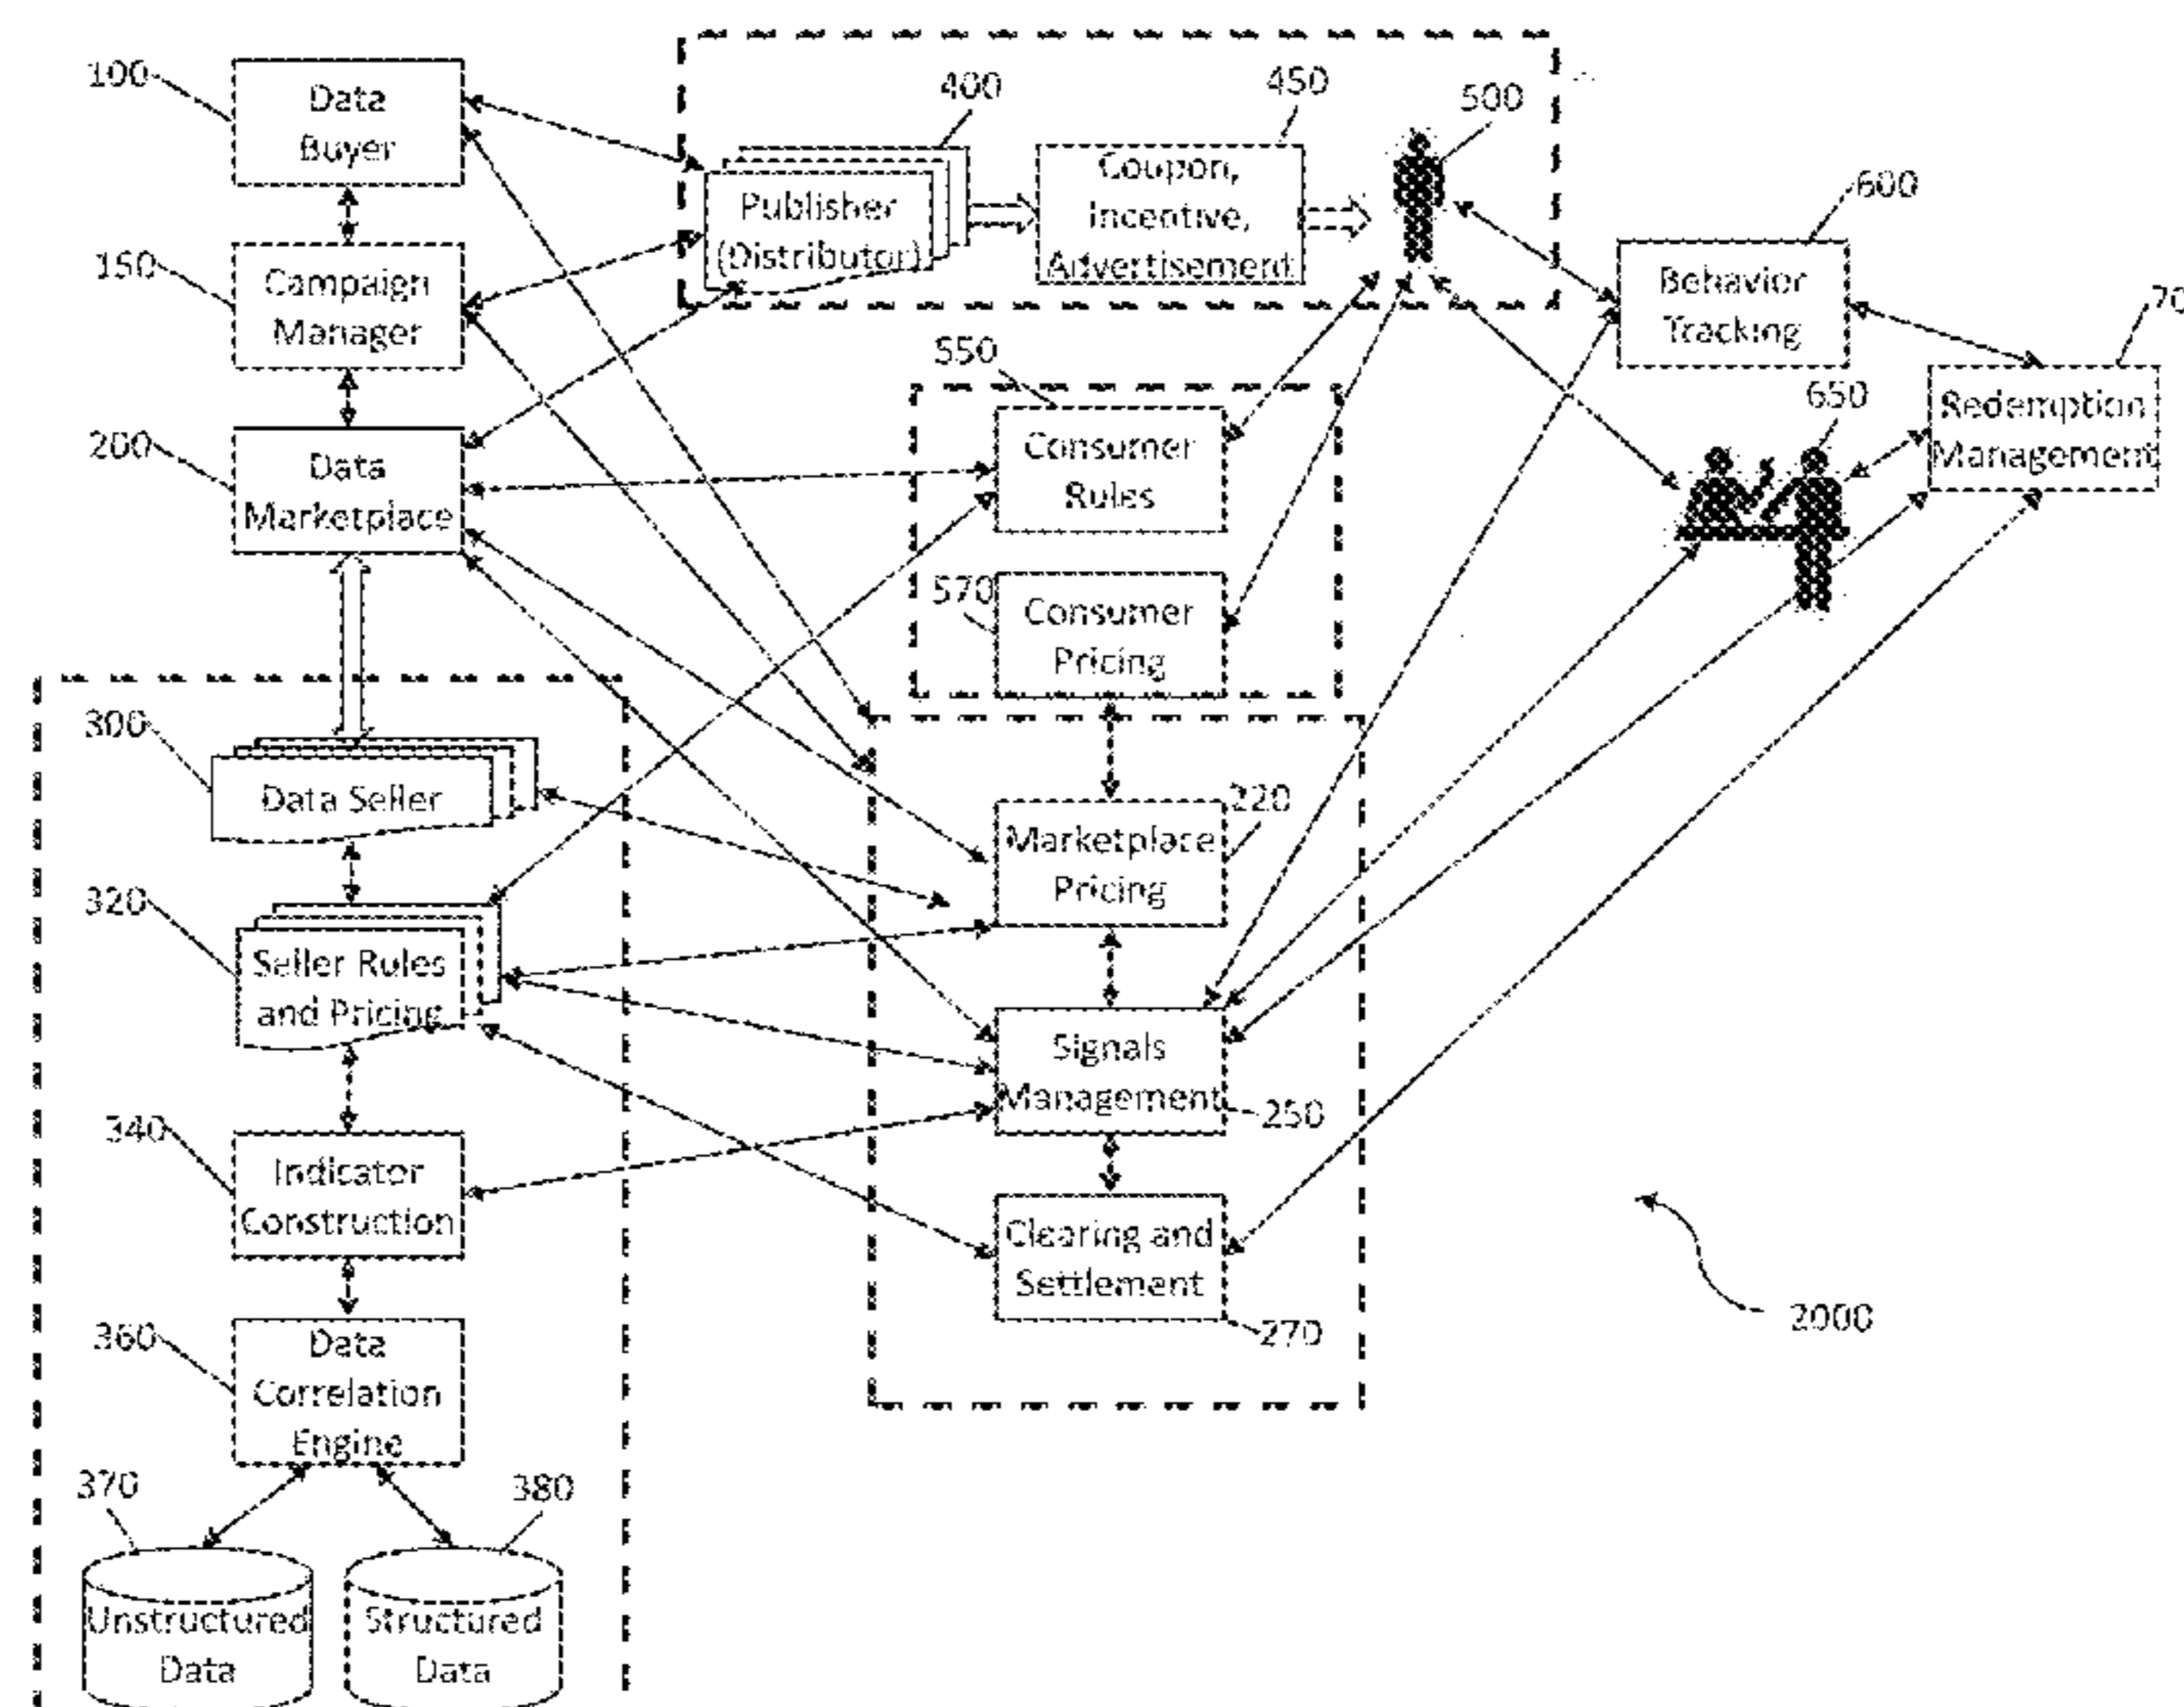 100
Data
Buyer
400
450
500
Publisher
(Distributor)
Coupon,
Incentive,
Advertisement
600
Behavior
Tracking
150
Campaign
Manager
70
Redemption
Management
550
Consumer
Rules
650
200
Data
Marketplace
570
Consumer
Pricing
300
Data Seller
220
Marketplace
Pricing
320
Seller Rules
and Pricing
Signals
Management
250
340
Indicator
Construction
Clearing and
Settlement
270
2000
360
Data
Correlation
Engine
370
380
Unstructured
Data
Structured
Data